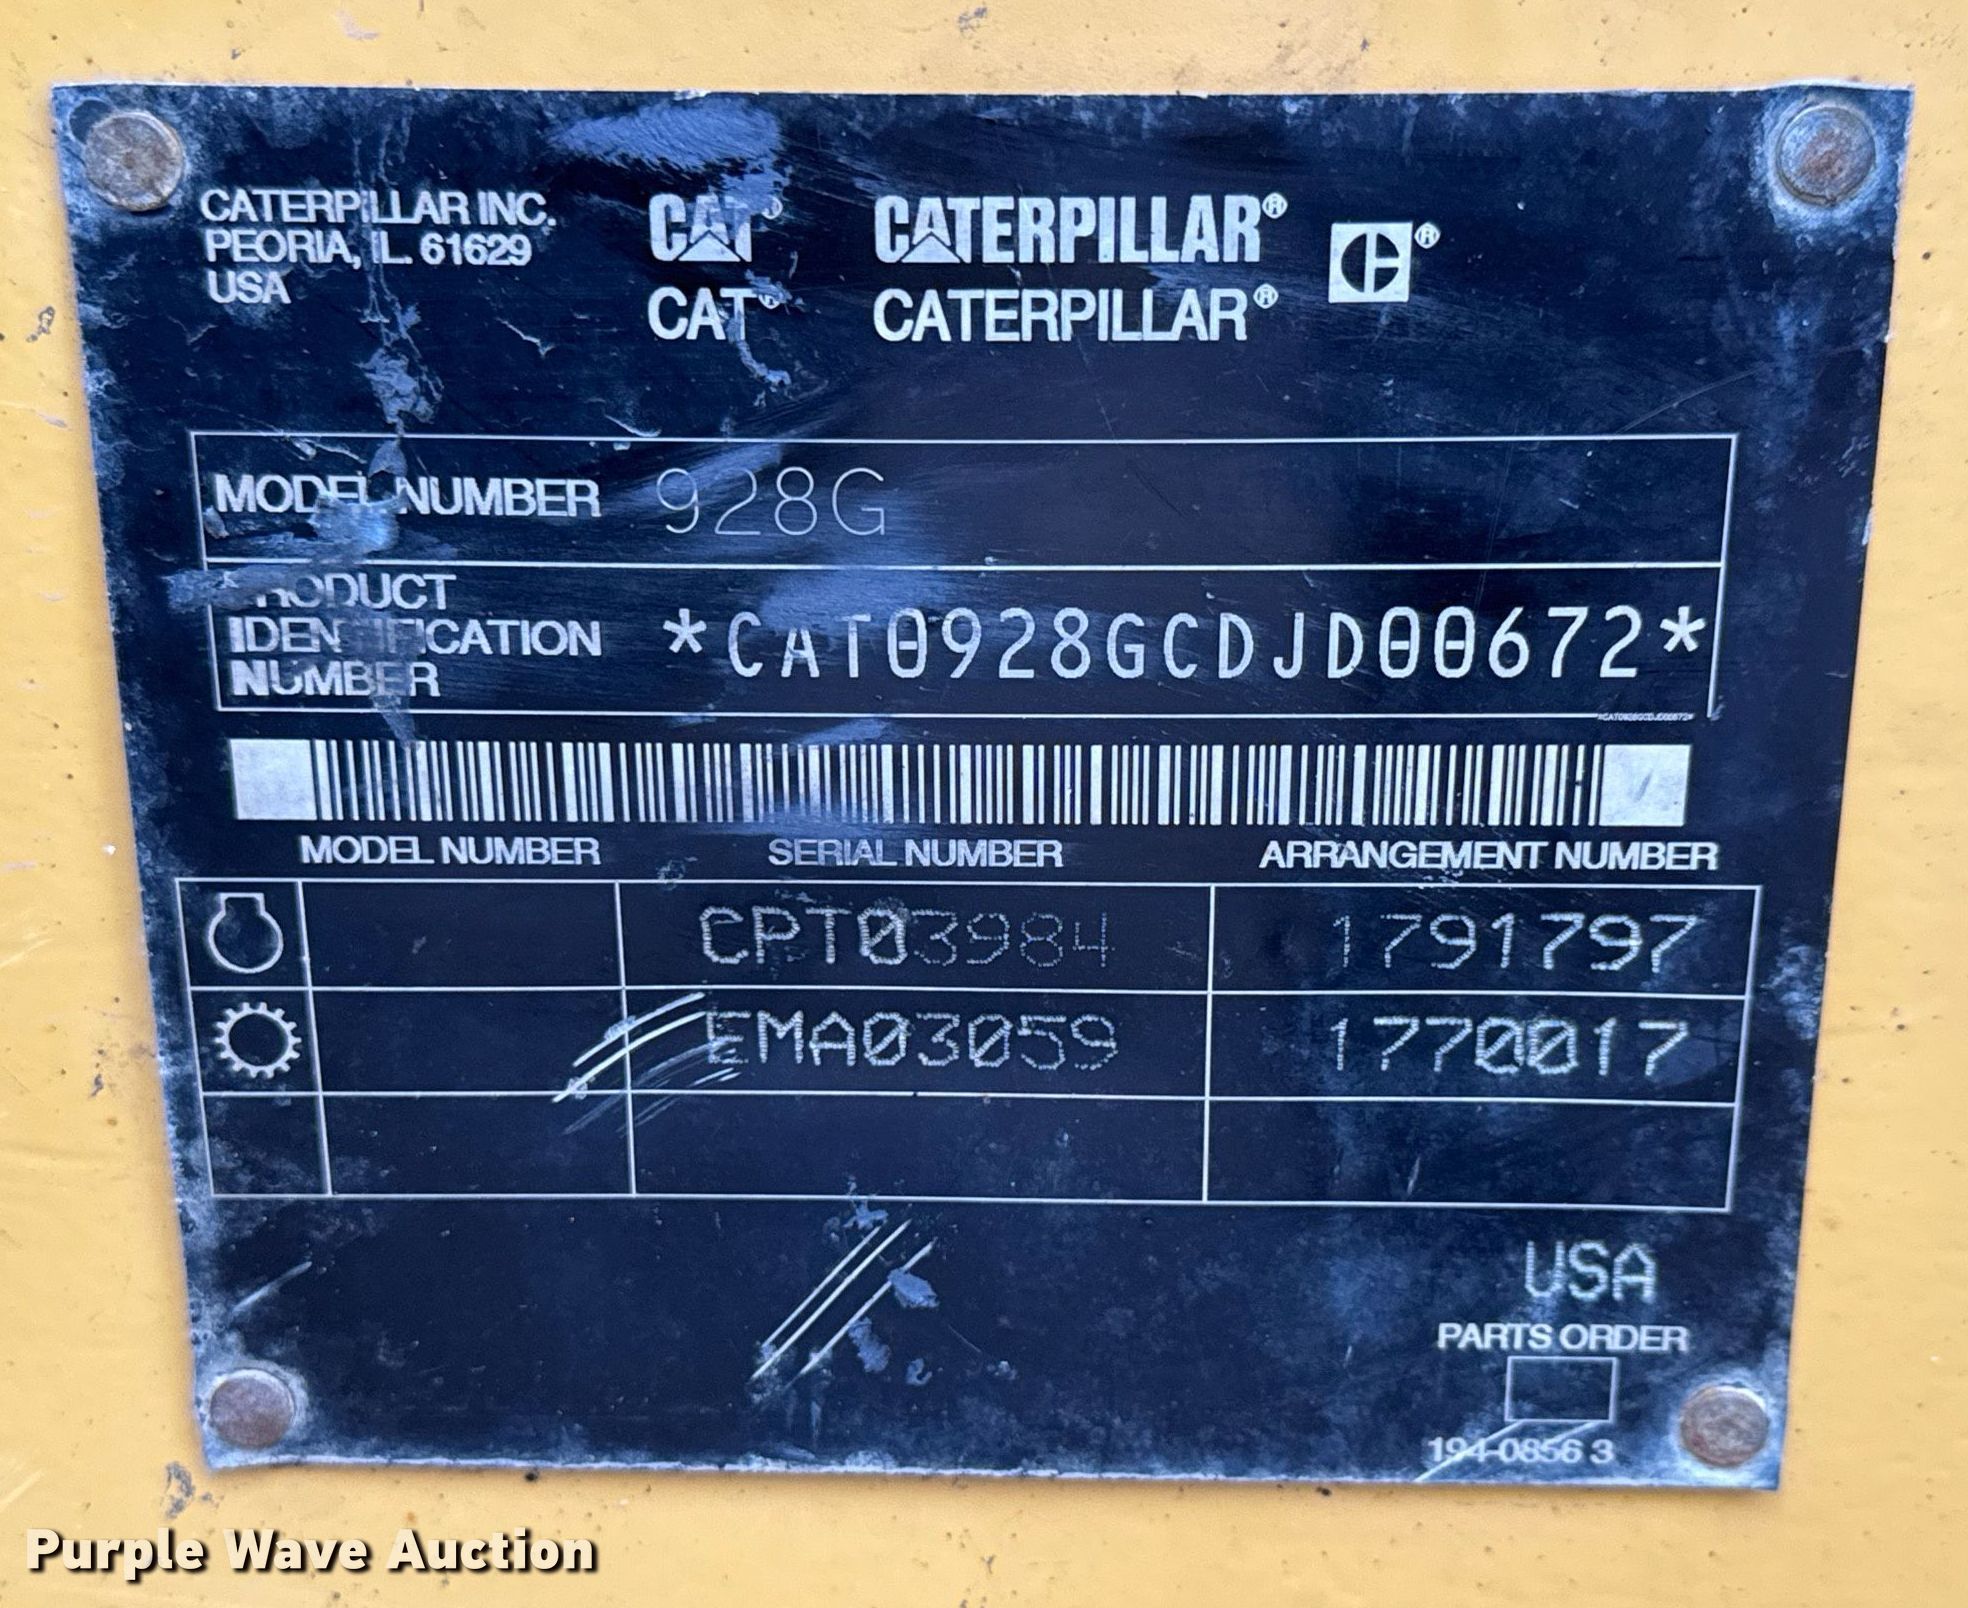 CATERPILLAR INC.
PEORIA, IL. 61629
USA
CAT® CATERPILLAR® ®
CAT® CATERPILLAR®
MODEL NUMBER 928G
PRODUCT
IDENTIFICATION
NUMBER
*CAT0928GCDJD00672*
*CAT0928GCDJD00672*
MODEL NUMBER SERIAL NUMBER ARRANGEMENT NUMBER
CPT03984 1791797
EMA03059 1770017
USA
PARTS ORDER
194-0856 3
Purple Wave Auction